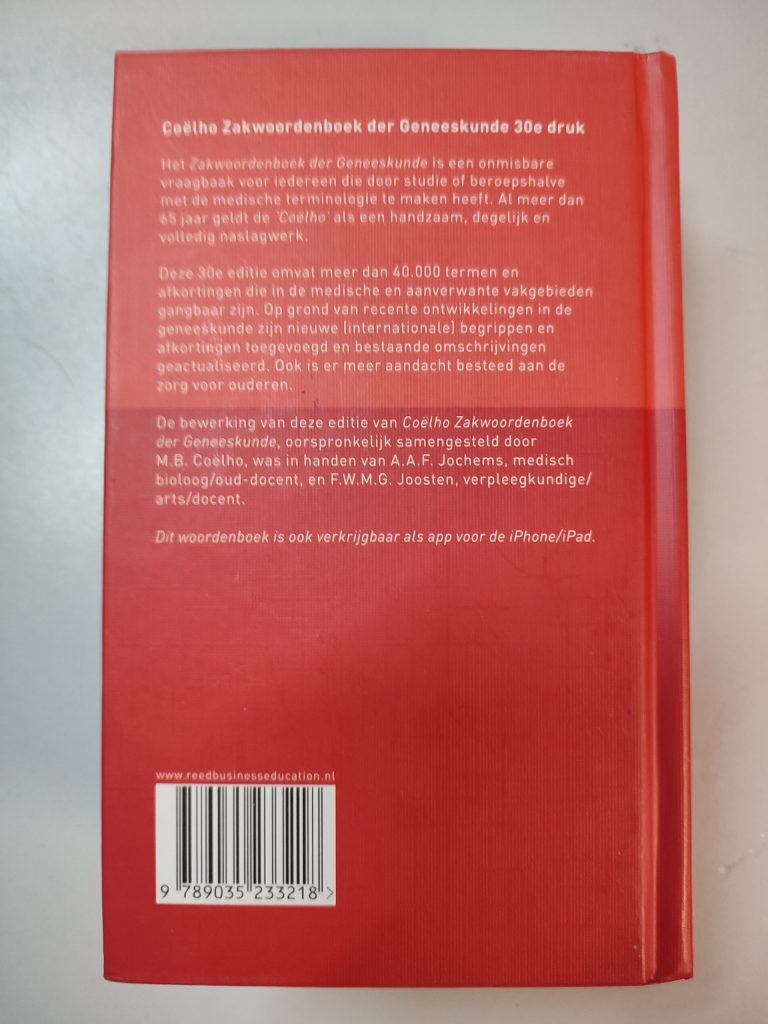 Coëlho Zakwoordenboek der Geneeskunde 30e druk
Het Zakwoordenboek der Geneeskunde is een onmisbare
vraagbaak voor iedereen die door studie of beroepshalve
met de medische terminologie te maken heeft. Al meer dan
65 jaar geldt de 'Coëlho' als een handzaam, degelijk en
volledig naslagwerk.
Deze 30e editie omvat meer dan 40.000 termen en
afkortingen die in de medische en aanverwante vakgebieden
gangbaar zijn. Op grond van recente ontwikkelingen in de
geneeskunde zijn nieuwe [internationale] begrippen en
afkortingen toegevoegd en bestaande omschrijvingen
geactualiseerd. Ook is er meer aandacht besteed aan de
zorg voor ouderen.
De bewerking van deze editie van Coëlho Zakwoordenboek
der Geneeskunde, oorspronkelijk samengesteld door
M.B. Coëlho, was in handen van A.A.F. Jochems, medisch
bioloog/oud-docent, en F.W.M.G. Joosten, verpleegkundige/
arts/docent.
Dit woordenboek is ook verkrijgbaar als app voor de iPhone/iPad.
www.reedbusinesseducation.nl
9 789035 233218 >